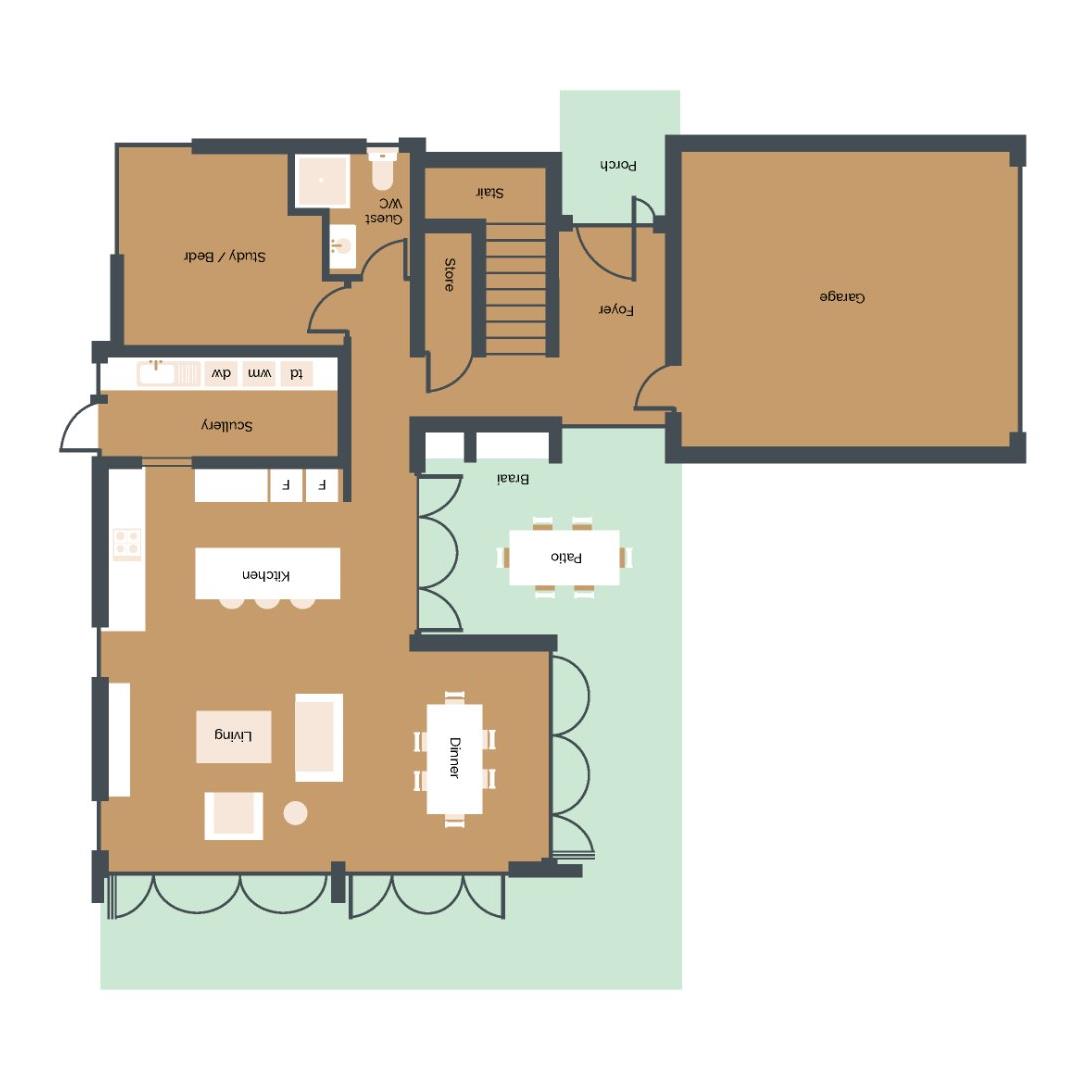 Porch
Stair
Guest
WC
Study / Bedr
Store
Garage
Foyer
dw
wm
td
Scullery
Braai
F
F
Patio
Kitchen
Living
Dinner